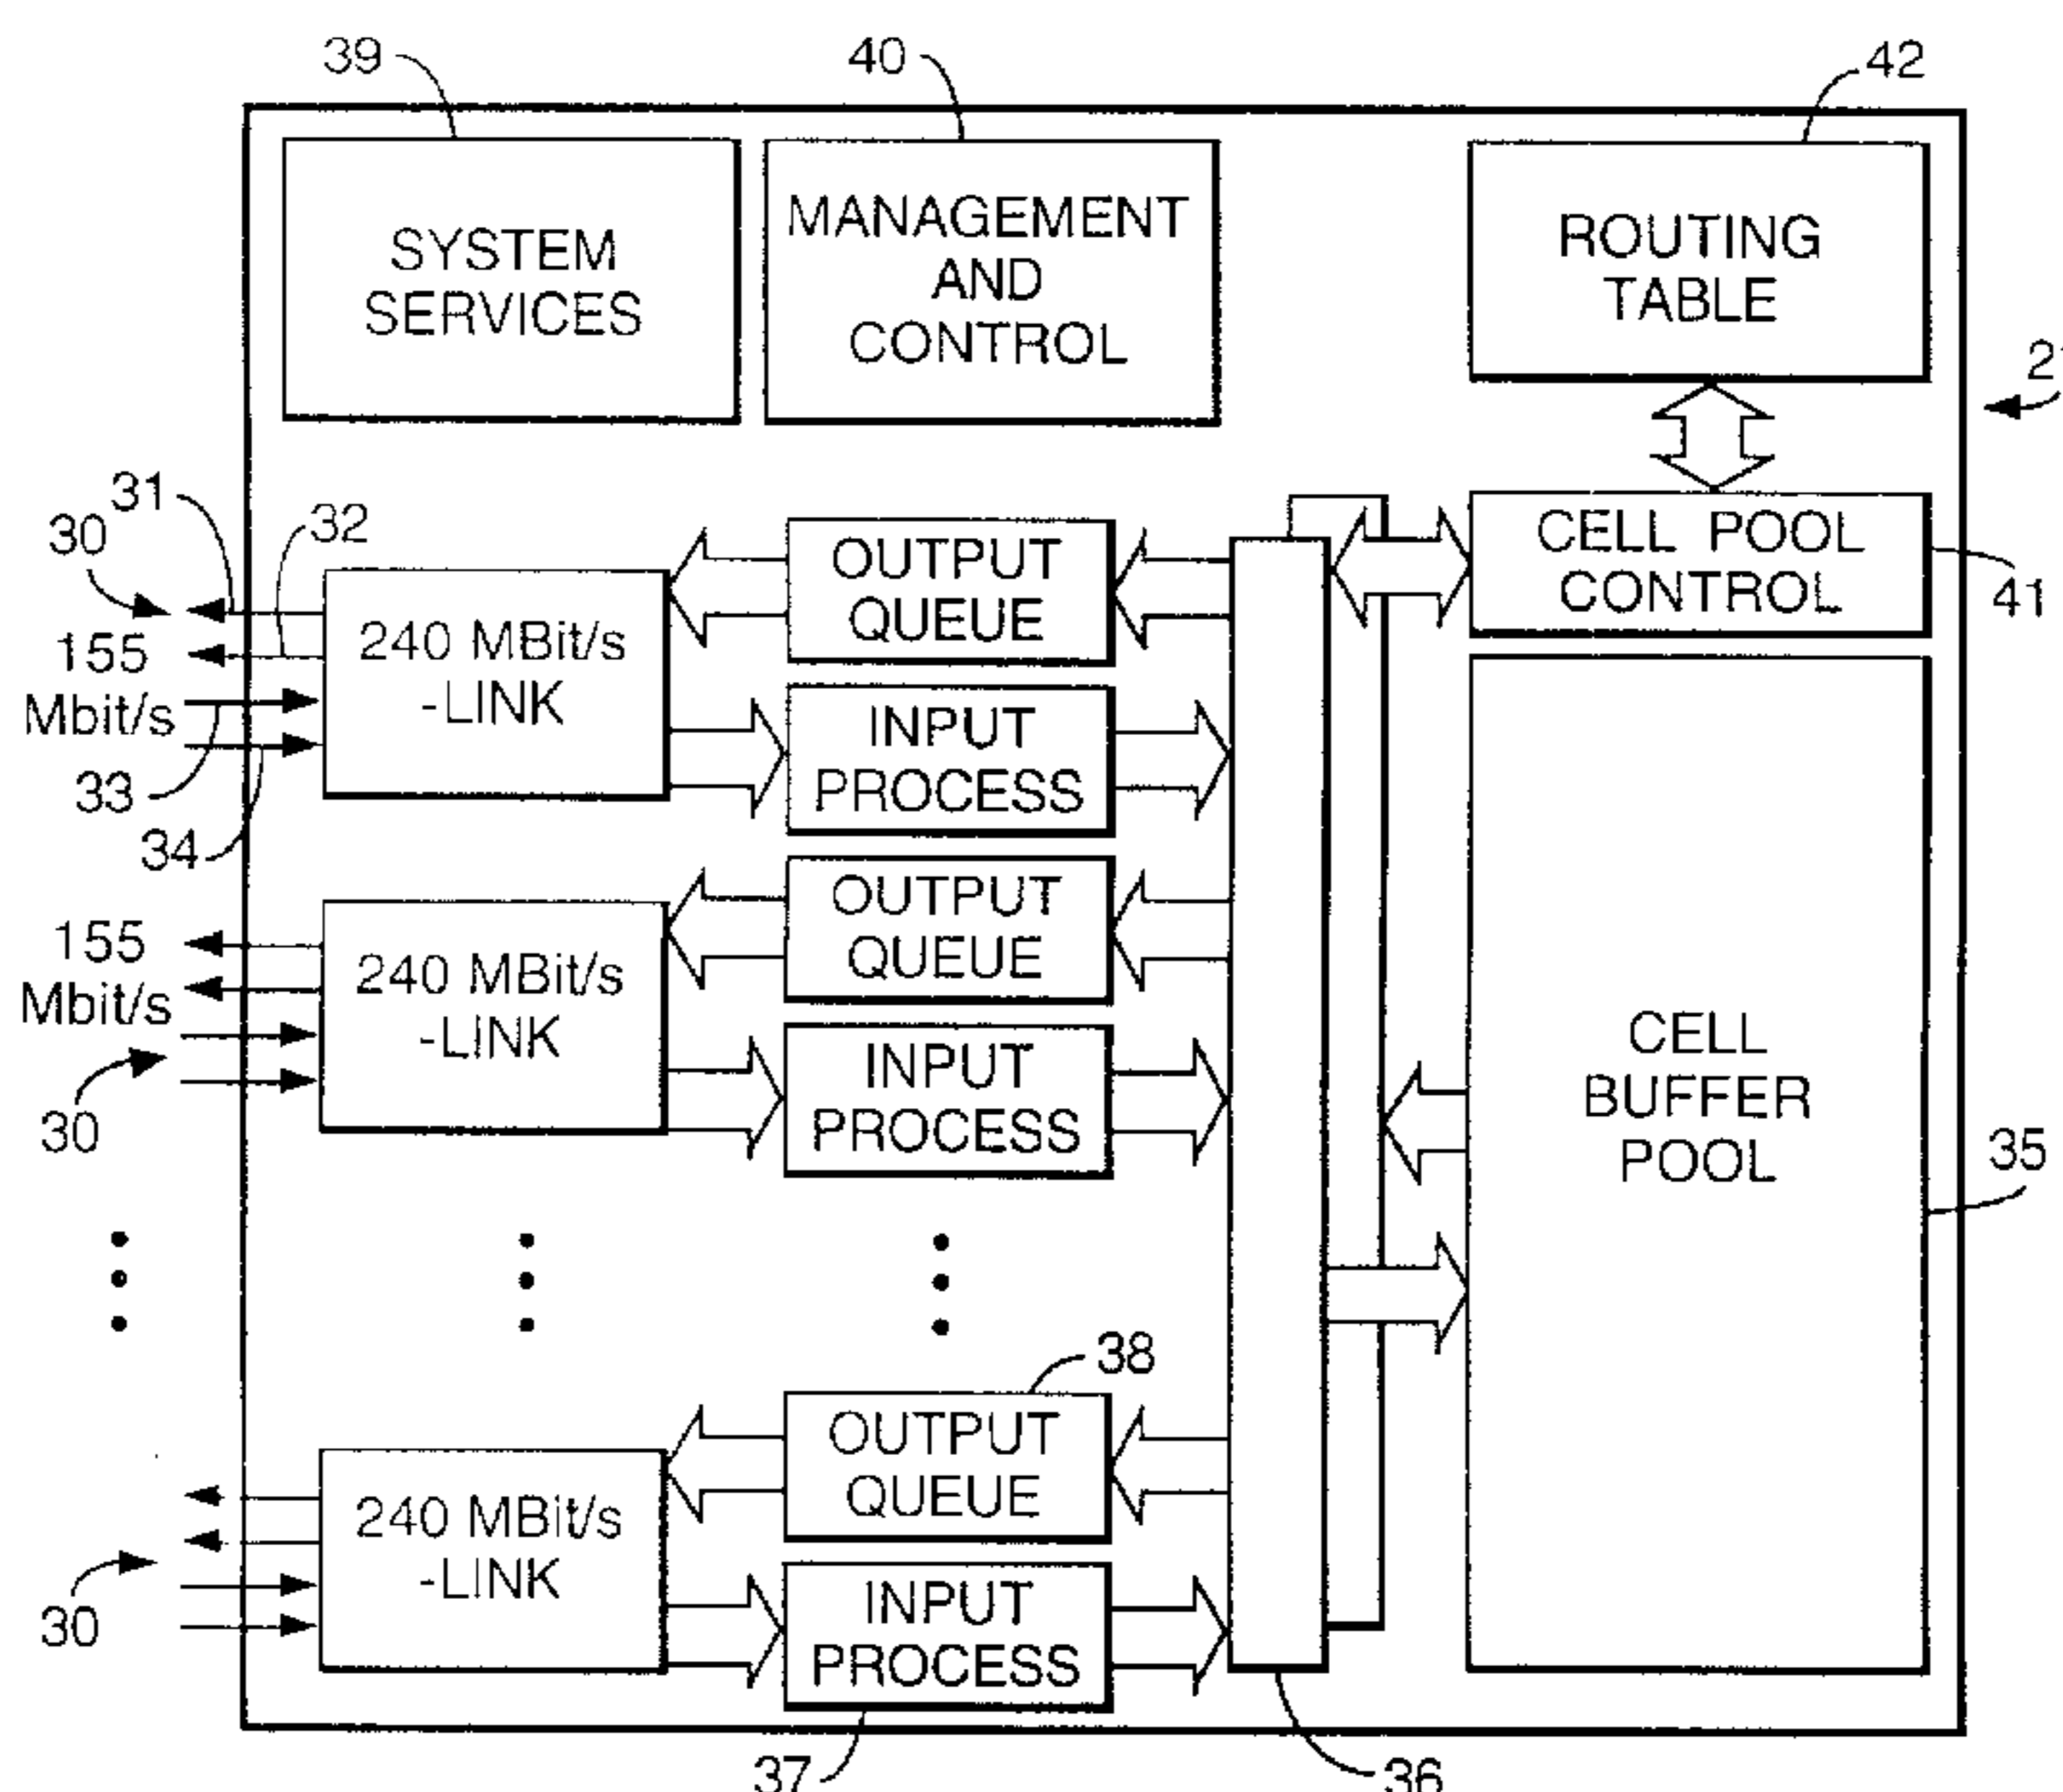 39
40
42
SYSTEM
SERVICES
MANAGEMENT
AND
CONTROL
ROUTING
TABLE
31
32
30
CELL POOL
CONTROL
41
OUTPUT
QUEUE
155
Mbit/s
240 MBit/s
-LINK
INPUT
PROCESS
33
34
OUTPUT
QUEUE
155
Mbit/s
240 MBit/s
-LINK
INPUT
PROCESS
30
CELL
BUFFER
POOL
35
38
OUTPUT
QUEUE
240 MBit/s
-LINK
INPUT
PROCESS
30
37
36